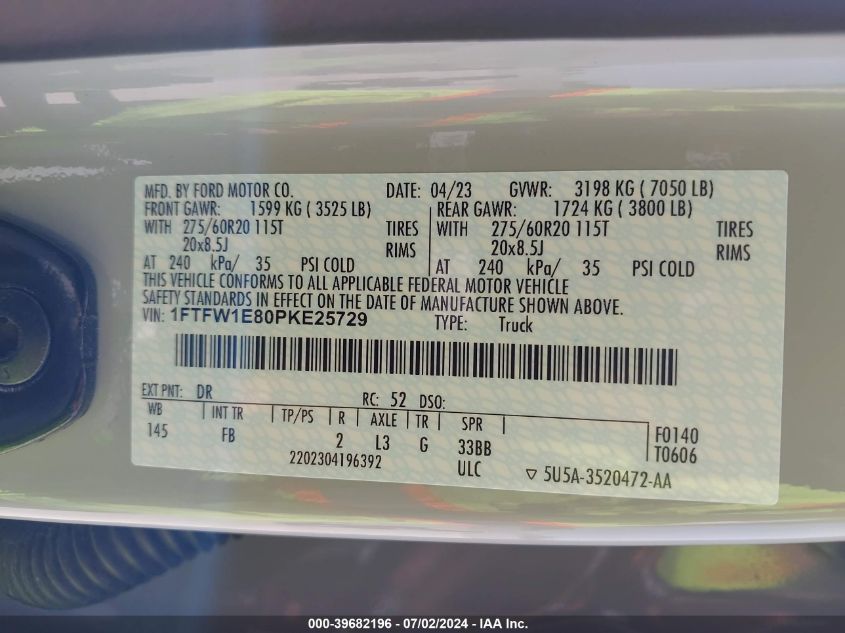 MFD. BY FORD MOTOR CO. DATE: 04/23 GVWR: 3198 KG ( 7050 LB)
FRONT GAWR: 1599 KG ( 3525 LB) REAR GAWR: 1724 KG ( 3800 LB)
WITH 275/60R20 115T TIRES WITH 275/60R20 115T TIRES
20x8.5J RIMS 20x8.5J RIMS
AT 240 kPa/ 35 PSI COLD AT 240 kPa/ 35 PSI COLD
THIS VEHICLE CONFORMS TO ALL APPLICABLE FEDERAL MOTOR VEHICLE
SAFETY STANDARDS IN EFFECT ON THE DATE OF MANUFACTURE SHOWN ABOVE.
VIN: 1FTFW1E80PKE25729 TYPE: Truck
EXT PNT: DR RC: 52 DSO:
WB INT TR TP/PS R AXLE TR SPR
145 FB 2 L3 G 33BB F0140
2202304196392 ULC T0606
5U5A-3520472-AA
000-39682196 - 07/02/2024 - IAA Inc.